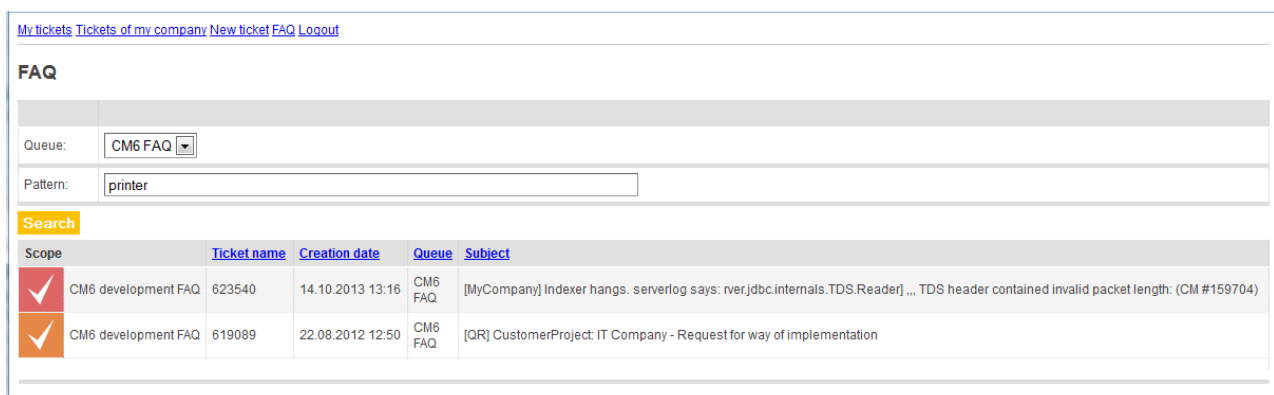 My tickets Tickets of my company New ticket FAQ Logout
FAQ
Queue: CM6 FAQ
Pattern: printer
Search
Scope Ticket name Creation date Queue Subject
CM6 development FAQ 623540 14.10.2013 13:16 CM6 FAQ [MyCompany] Indexer hangs. serverlog says: rver.jdbc.internals.TDS.Reader] ,,, TDS header contained invalid packet length: (CM #159704)
CM6 development FAQ 619089 22.08.2012 12:50 CM6 FAQ [QR] CustomerProject: IT Company - Request for way of implementation